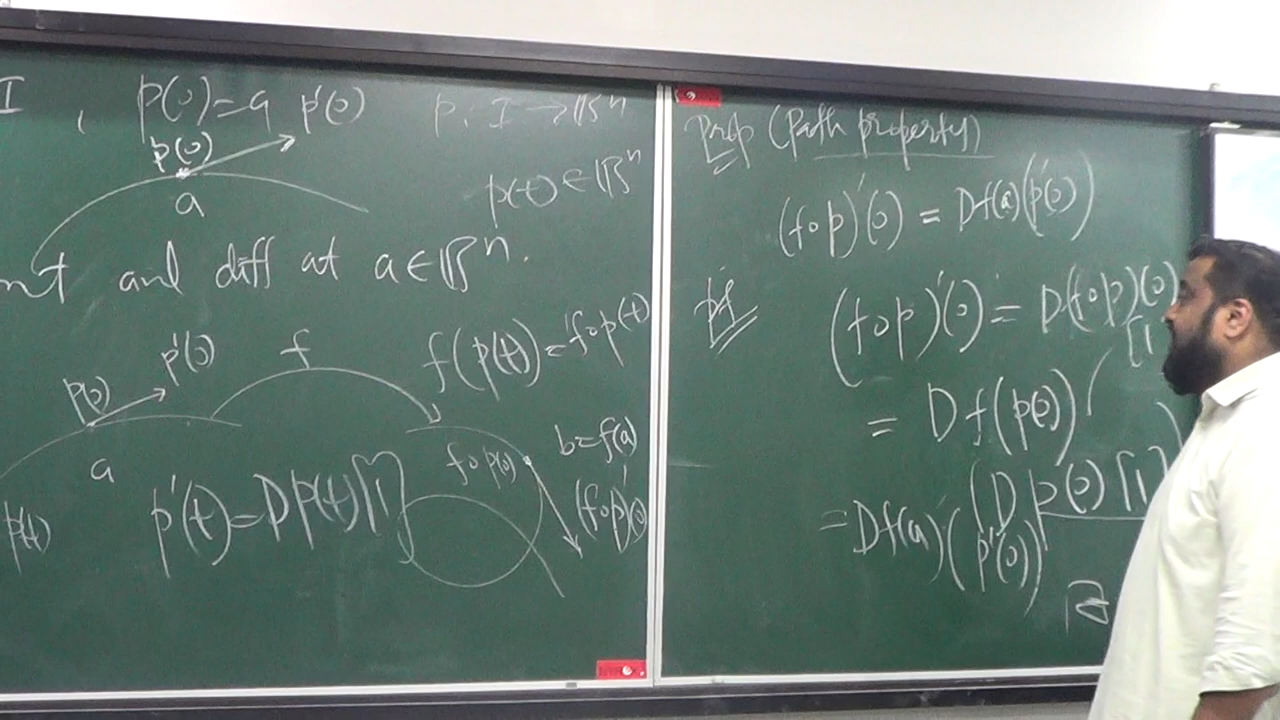 I , p(0)=a p'(0) p: I → ℝⁿ
p(0)
p(t) ∈ ℝⁿ
a
and diff at a ∈ ℝⁿ.
f
f(p(t)) = f∘p(t)
p(0) p'(0)
a
f∘p(0)
b = f(a)
(f∘p)'(0)
p(t)
p'(t) = Dp(t)[1]
Prop (Path property)
(f∘p)'(0) = Df(a)(p'(0))
pf
(f∘p)'(0) = D(f∘p)(0)
[1
= Df(p(0)) (
(Dp(0)[1])
= Df(a)(p'(0))